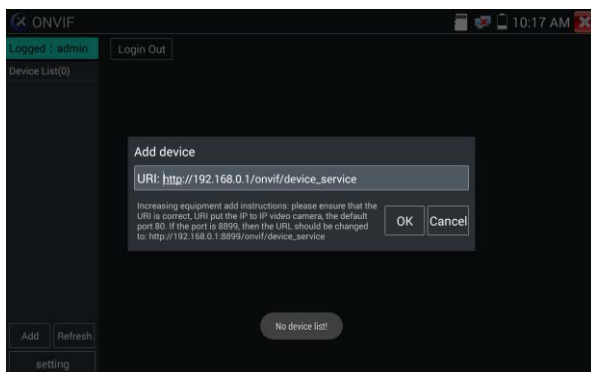 ONVIF
10:17 AM
Logged : admin
Login Out
Device List(0)
Add device
URI: http://192.168.0.1/onvif/device_service
Increasing equipment add instructions: please ensure that the
URI is correct, URI put the IP to IP video camera, the default
port 80. If the port is 8899, then the URL should be changed
to: http://192.168.0.1:8899/onvif/device_service
OK
Cancel
No device list!
Add
Refresh
setting